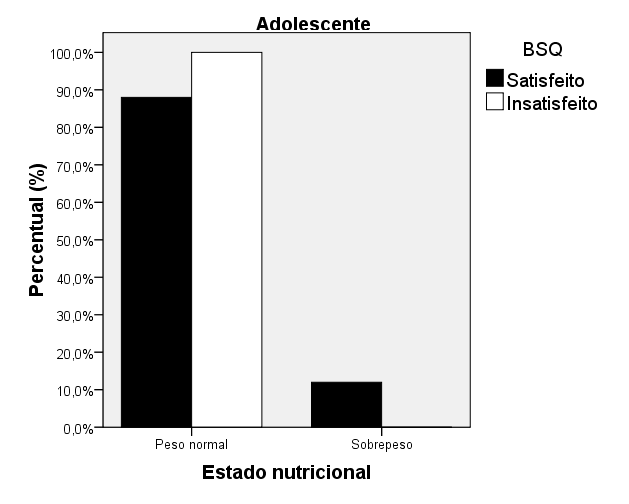 Adolescente
BSQ
Satisfeito
Insatisfeito
Percentual (%)
100,0%
90,0%
80,0%
70,0%
60,0%
50,0%
40,0%
30,0%
20,0%
10,0%
0,0%
Peso normal
Sobrepeso
Estado nutricional